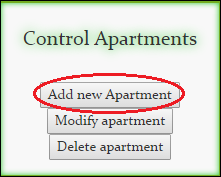 Control Apartments
Add new Apartment
Modify apartment
Delete apartment